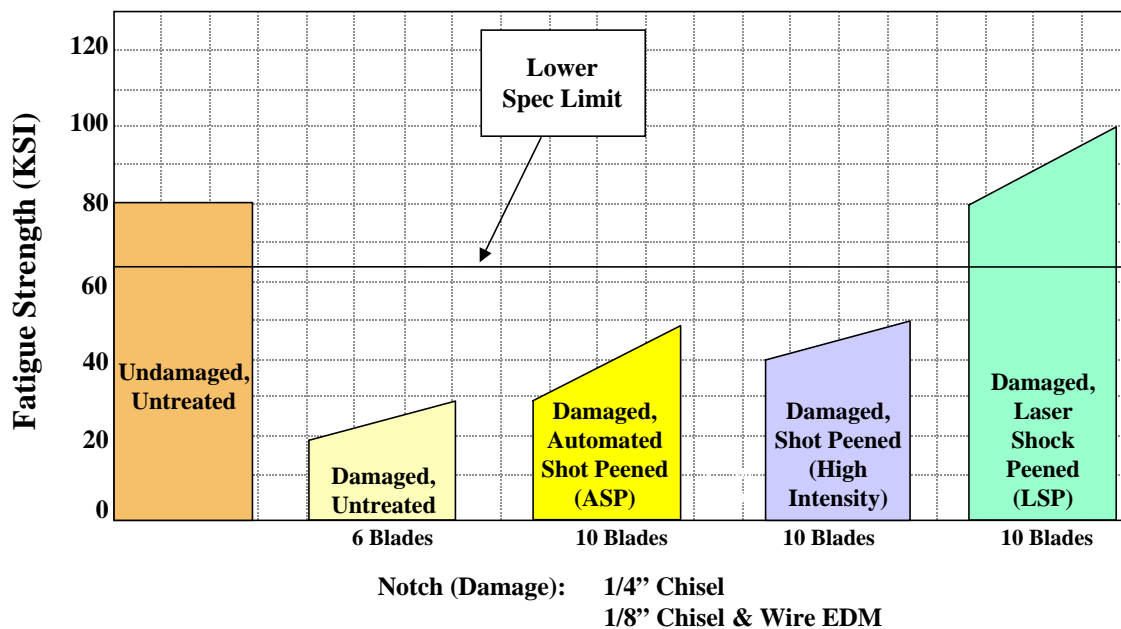 Fatigue Strength (KSI)
120
100
80
60
40
20
0
Lower
Spec Limit
Undamaged,
Untreated
Damaged,
Untreated
Damaged,
Automated
Shot Peened
(ASP)
Damaged,
Shot Peened
(High
Intensity)
Damaged,
Laser
Shock
Peened
(LSP)
6 Blades
10 Blades
10 Blades
10 Blades
Notch (Damage): 1/4” Chisel
1/8” Chisel & Wire EDM